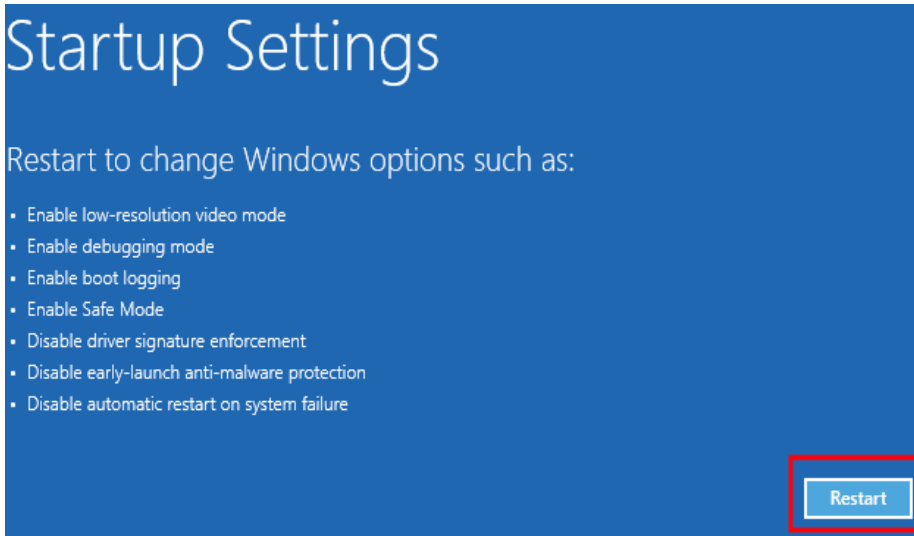 Startup Settings
Restart to change Windows options such as:
• Enable low-resolution video mode
• Enable debugging mode
• Enable boot logging
• Enable Safe Mode
• Disable driver signature enforcement
• Disable early-launch anti-malware protection
• Disable automatic restart on system failure
Restart